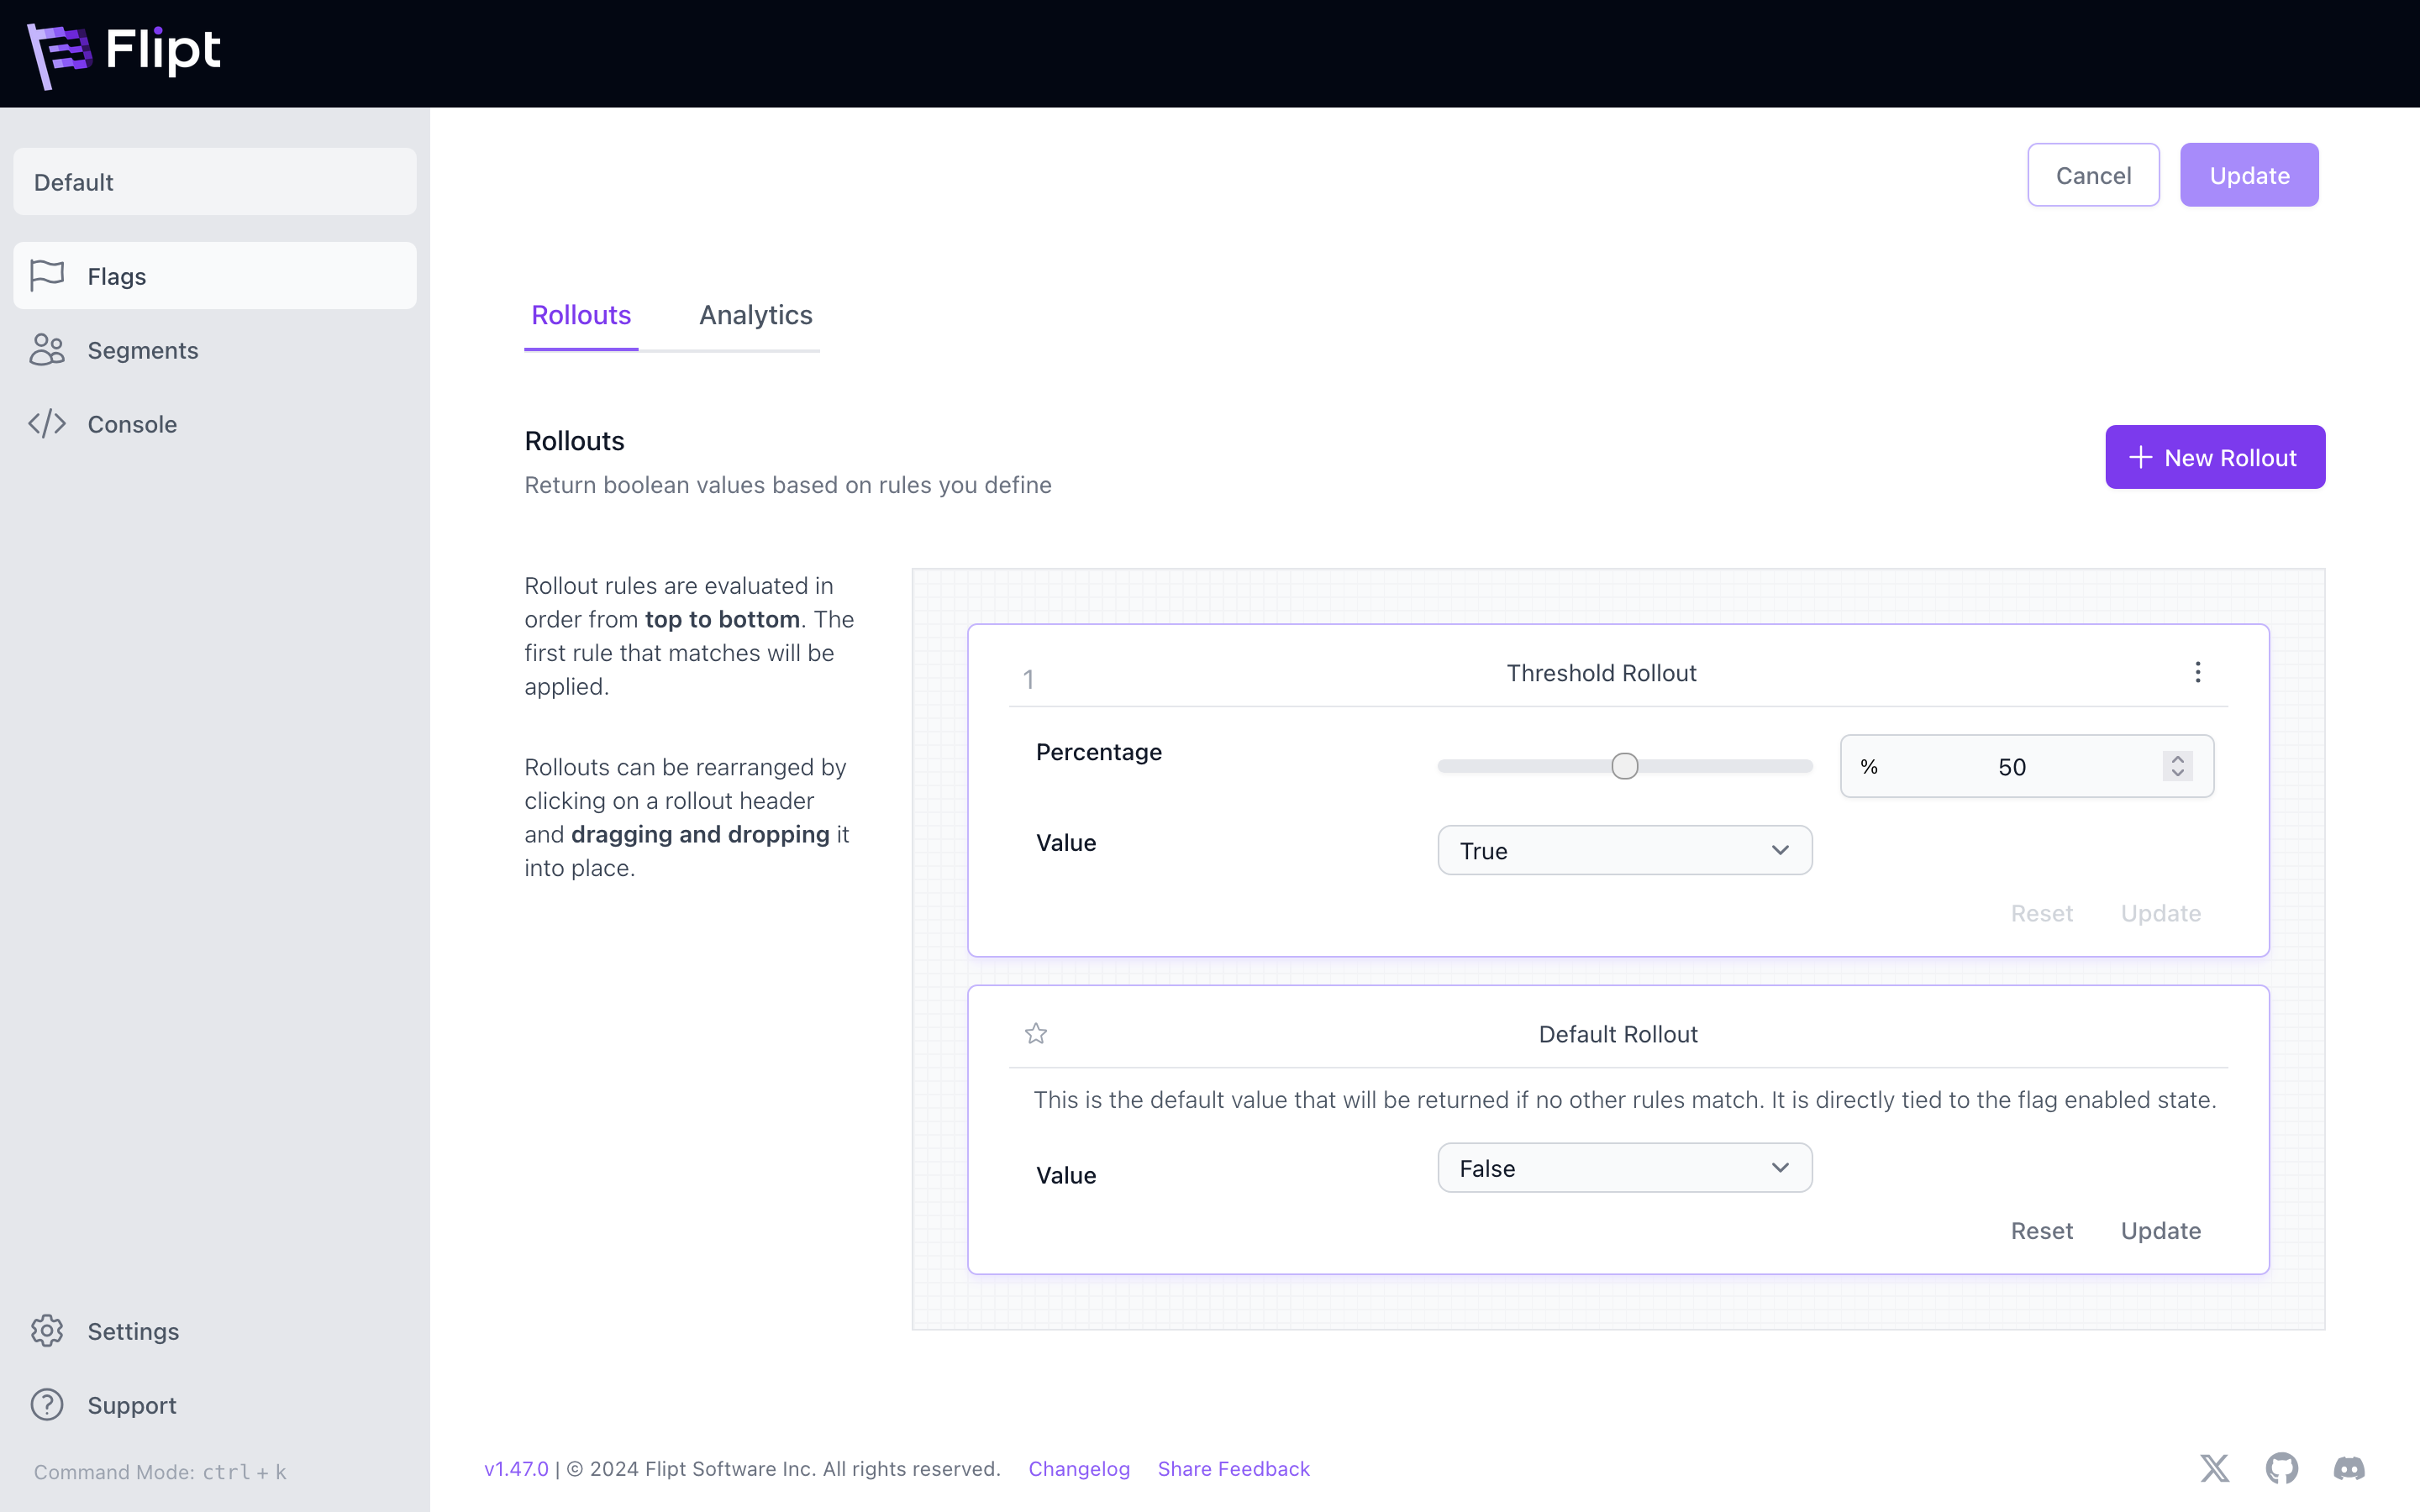 Flipt
Default
Flags
Segments
Console
Cancel
Update
Rollouts
Analytics
Rollouts
Return boolean values based on rules you define
New Rollout
Rollout rules are evaluated in
order from top to bottom. The
first rule that matches will be
applied.
Rollouts can be rearranged by
clicking on a rollout header
and dragging and dropping it
into place.
1
Threshold Rollout
Percentage
%
50
Value
True
Reset
Update
Default Rollout
This is the default value that will be returned if no other rules match. It is directly tied to the flag enabled state.
Value
False
Reset
Update
Settings
Support
Command Mode: ctrl + k
v1.47.0 | © 2024 Flipt Software Inc. All rights reserved. Changelog Share Feedback